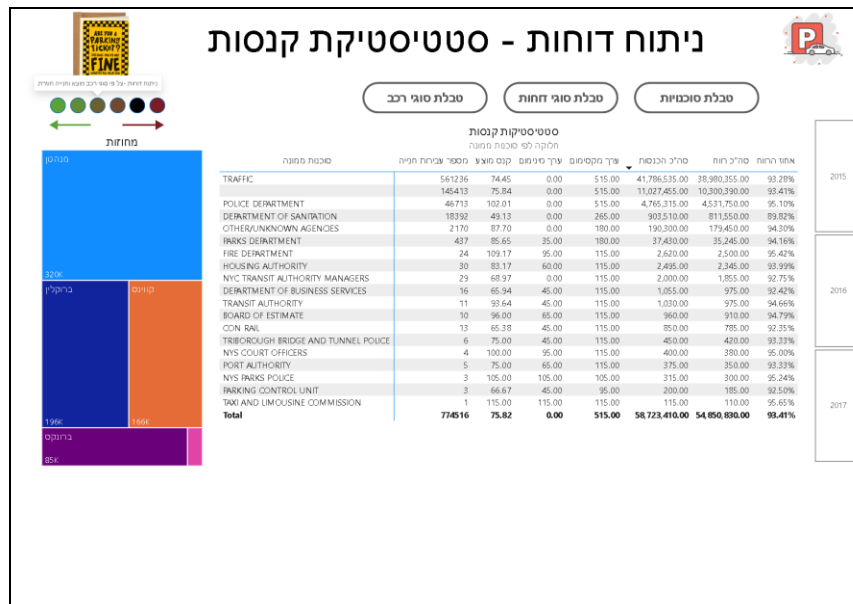 ניתוח דוחות - סטטיסטיקת קנסות
ARE YOU A
PARKING
TICKET?
FINE
P
ניתוח דוחות - על פי גווני רכב מוצא וחנייה חוזרת
טבלת סוכנויות
טבלת סוגי דוחות
טבלת סוגי רכב
מחוזות
מנהטן
320K
ברוקלין
196K
קווינס
166K
ברונקס
85K
סטטיסטיקות קנסות
חלוקה לפי סוכנות ממונה
סוכנות ממונה מספר עבירות חנייה קנס מוצע ערך מינימום ערך מקסימום סה"כ הכנסות סה"כ רווח אחוז הרווח
TRAFFIC 561236 74.45 0.00 515.00 41,786,535.00 38,980,355.00 93.28%
145413 75.84 0.00 515.00 11,027,455.00 10,300,390.00 93.41%
POLICE DEPARTMENT 46713 102.01 0.00 515.00 4,765,315.00 4,531,750.00 95.10%
DEPARTMENT OF SANITATION 18392 49.13 0.00 265.00 903,510.00 811,550.00 89.82%
OTHER/UNKNOWN AGENCIES 2170 87.70 0.00 180.00 190,300.00 179,450.00 94.30%
PARKS DEPARTMENT 437 85.65 35.00 180.00 37,430.00 35,245.00 94.16%
FIRE DEPARTMENT 24 109.17 95.00 115.00 2,620.00 2,500.00 95.42%
HOUSING AUTHORITY 30 83.17 60.00 115.00 2,495.00 2,345.00 93.99%
NYC TRANSIT AUTHORITY MANAGERS 29 68.97 0.00 115.00 2,000.00 1,855.00 92.75%
DEPARTMENT OF BUSINESS SERVICES 16 65.94 45.00 115.00 1,055.00 975.00 92.42%
TRANSIT AUTHORITY 11 93.64 45.00 115.00 1,030.00 975.00 94.66%
BOARD OF ESTIMATE 10 96.00 65.00 115.00 960.00 910.00 94.79%
CON RAIL 13 65.38 45.00 115.00 850.00 785.00 92.35%
TRIBOROUGH BRIDGE AND TUNNEL POLICE 6 75.00 45.00 115.00 450.00 420.00 93.33%
NYS COURT OFFICERS 4 100.00 95.00 115.00 400.00 380.00 95.00%
PORT AUTHORITY 5 75.00 65.00 115.00 375.00 350.00 93.33%
NYS PARKS POLICE 3 105.00 105.00 105.00 315.00 300.00 95.24%
PARKING CONTROL UNIT 3 66.67 45.00 95.00 200.00 185.00 92.50%
TAXI AND LIMOUSINE COMMISSION 1 115.00 115.00 115.00 115.00 110.00 95.65%
Total 774516 75.82 0.00 515.00 58,723,410.00 54,850,830.00 93.41%
2015
2016
2017